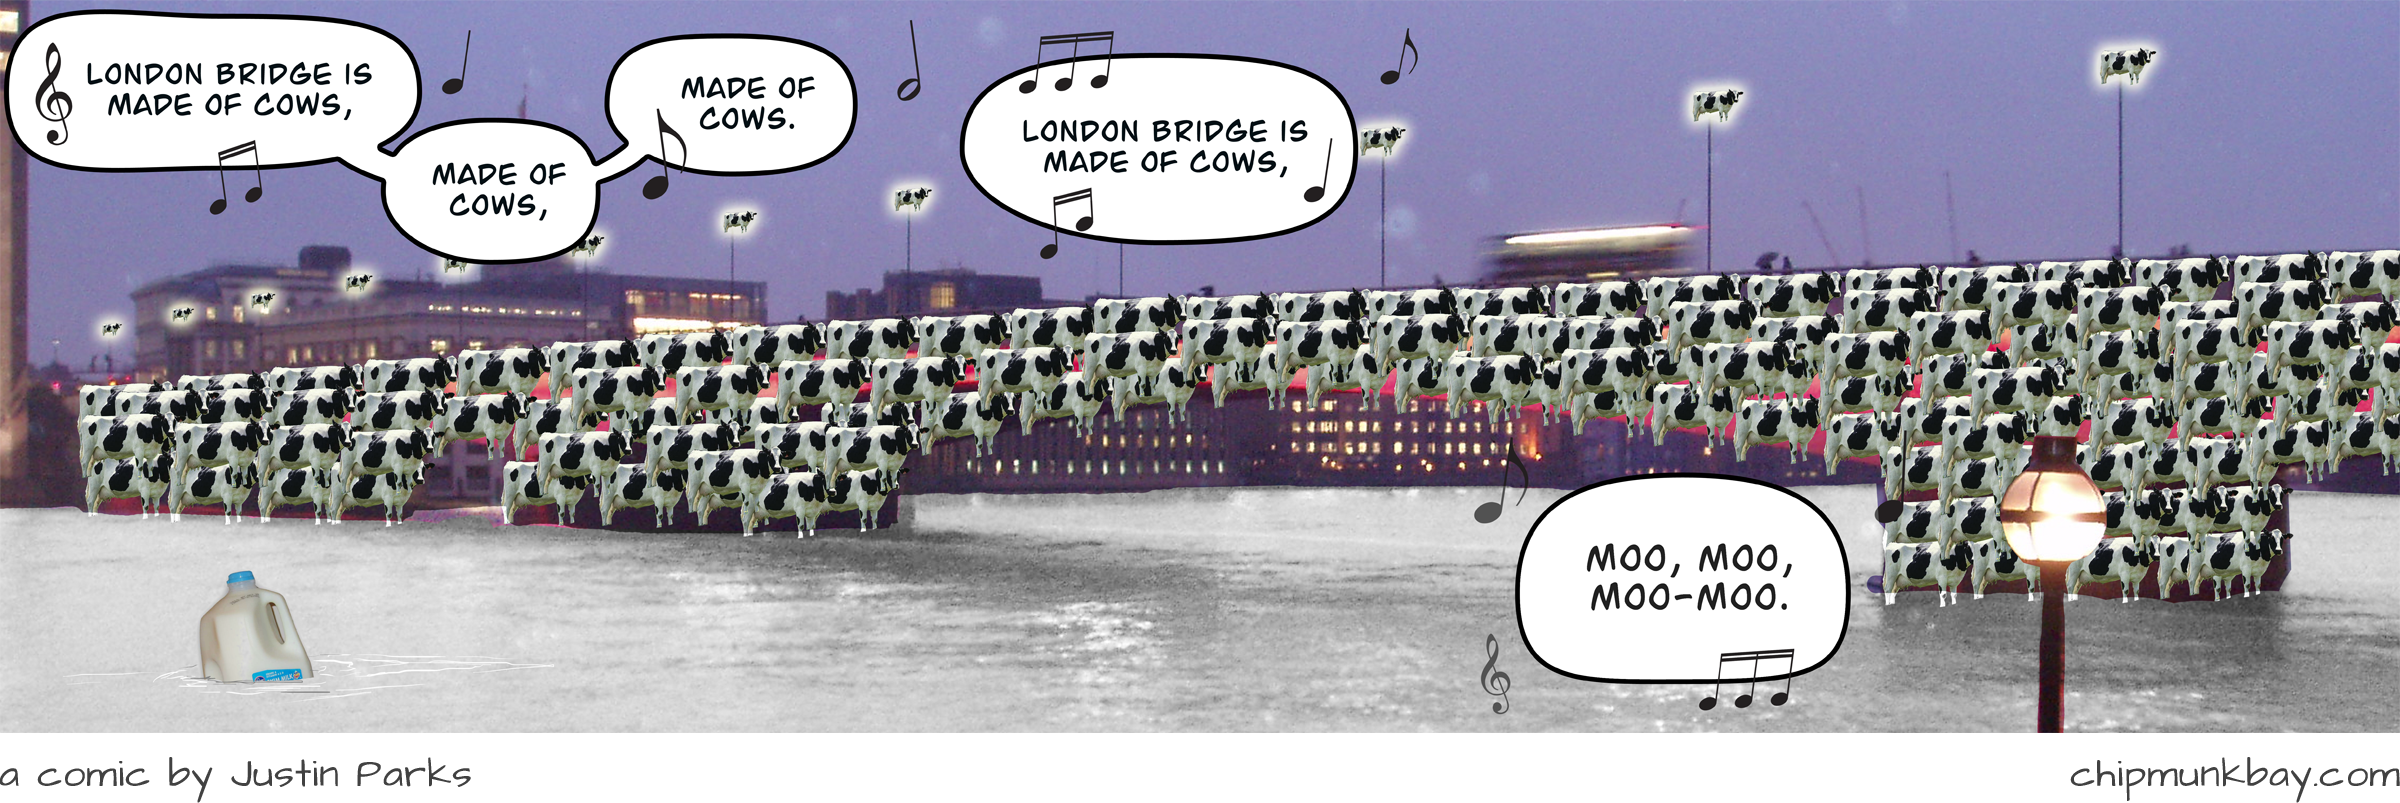 LONDON BRIDGE IS
MADE OF COWS,
MADE OF
COWS,
MADE OF
COWS.
LONDON BRIDGE IS
MADE OF COWS,
MOO, MOO,
MOO-MOO.
a comic by Justin Parks
chipmunkbay.com